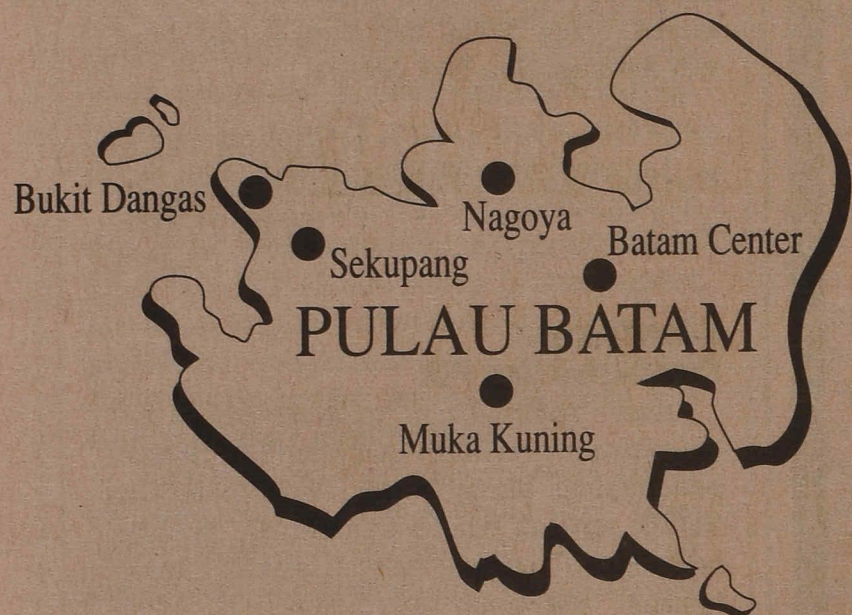 Bukit Dangas
Nagoya
Batam Center
Sekupang
PULAU BATAM
Muka Kuning